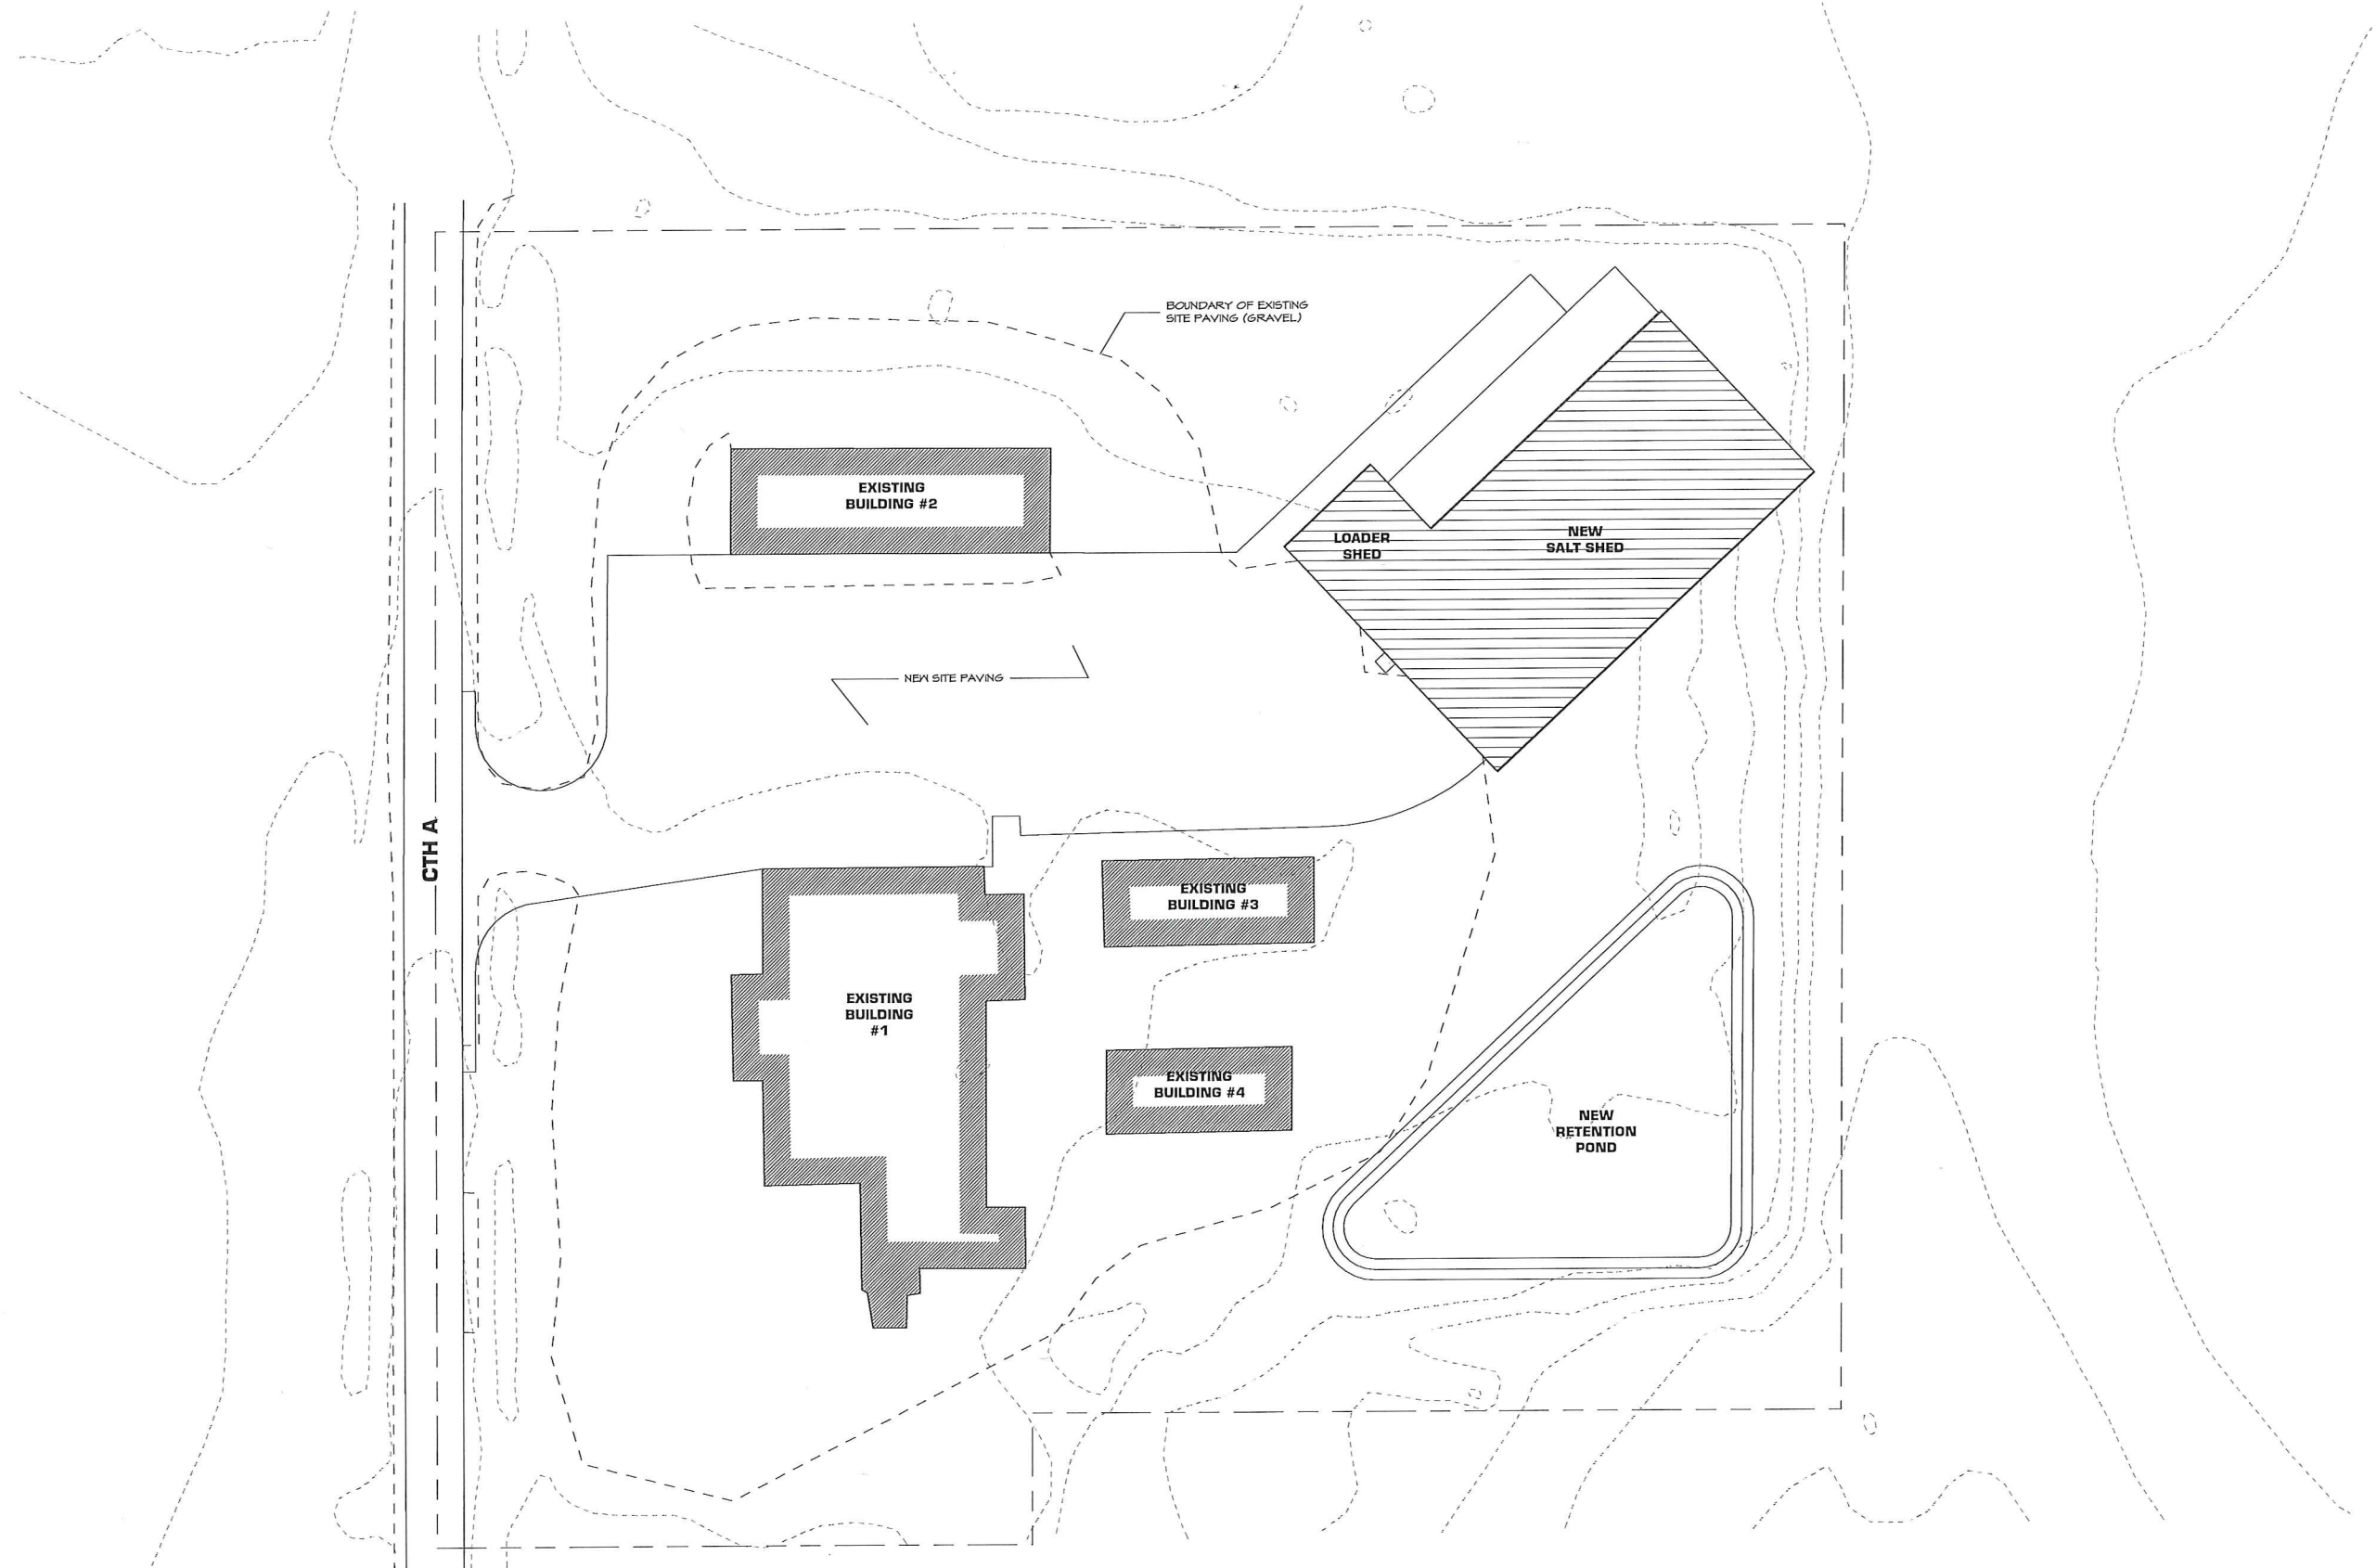 BOUNDARY OF EXISTING
SITE PAVING (GRAVEL)
EXISTING
BUILDING #2
LOADER
SHED
NEW
SALT SHED
NEW SITE PAVING
CTH A
EXISTING
BUILDING #3
EXISTING
BUILDING
#1
EXISTING
BUILDING #4
NEW
RETENTION
POND